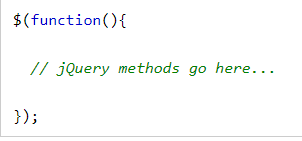 $(function(){
// jQuery methods go here...
});